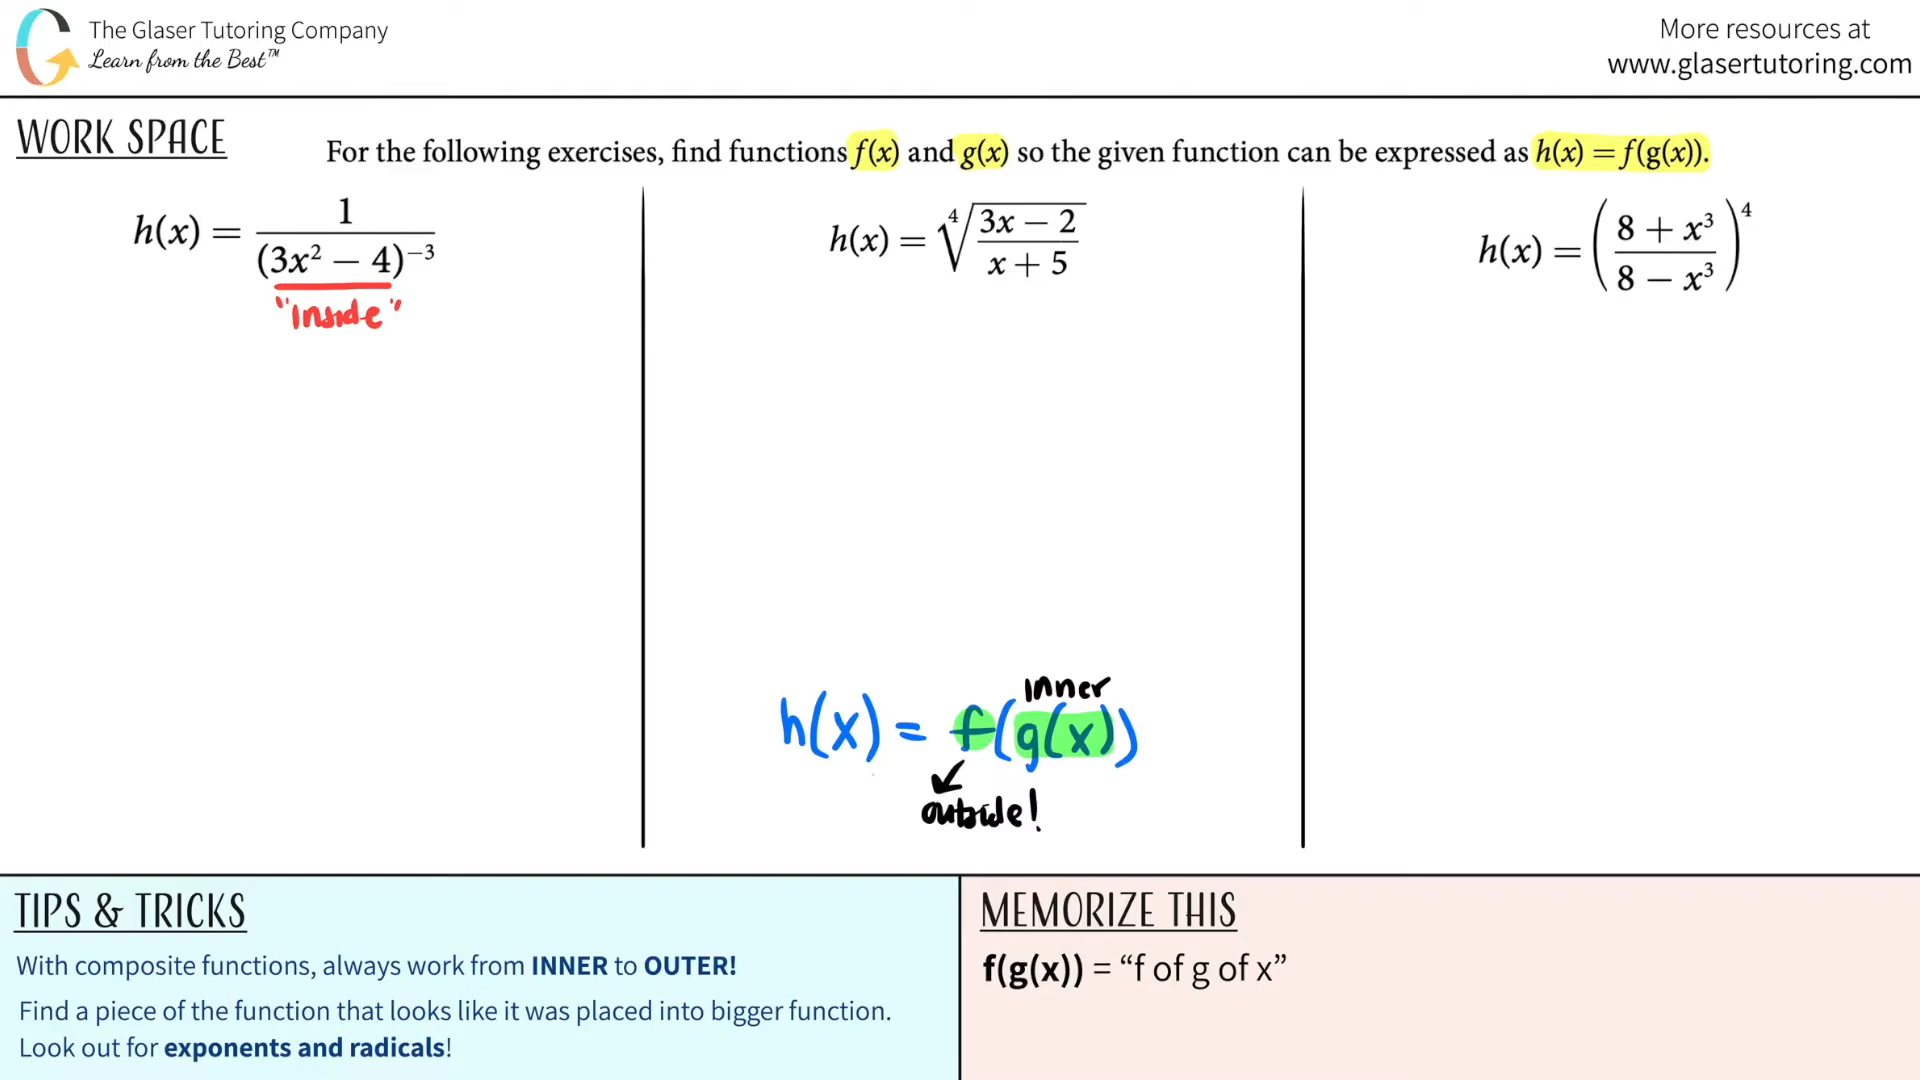 The Glaser Tutoring Company
Learn from the Best™
More resources at
www.glasertutoring.com
WORK SPACE
For the following exercises, find functions f(x) and g(x) so the given function can be expressed as h(x) = f(g(x)).
h(x) = 1 / (3x² − 4)⁻³
"inside"
h(x) = ⁴√((3x − 2) / (x + 5))
h(x) = ((8 + x³) / (8 − x³))⁴
inner
h(x) = f(g(x))
outside!
TIPS & TRICKS
With composite functions, always work from INNER to OUTER!
Find a piece of the function that looks like it was placed into bigger function.
Look out for exponents and radicals!
MEMORIZE THIS
f(g(x)) = “f of g of x”